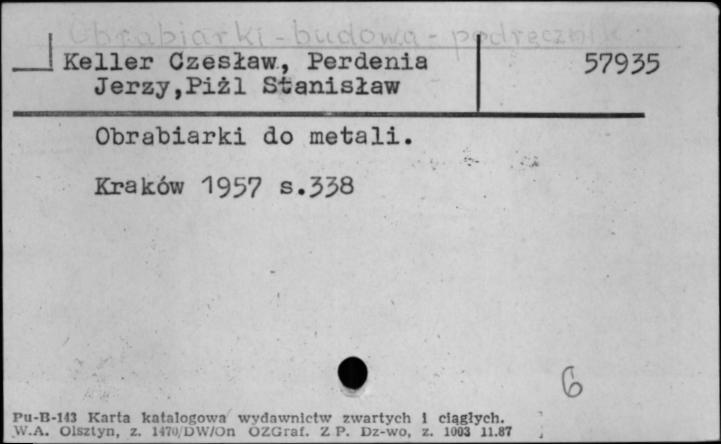 Obrabiarki - budowa - podręcznik
Keller Czesław, Perdenia 57935
Jerzy,Piżl Stanisław
Obrabiarki do metali.
Kraków 1957 s.338
6
Pu-B-143 Karta katalogowa wydawnictw zwartych i ciągłych.
W.A. Olsztyn, z. 1470/DW/On OZGraf. Z P. Dz-wo, z. 1003 11.87